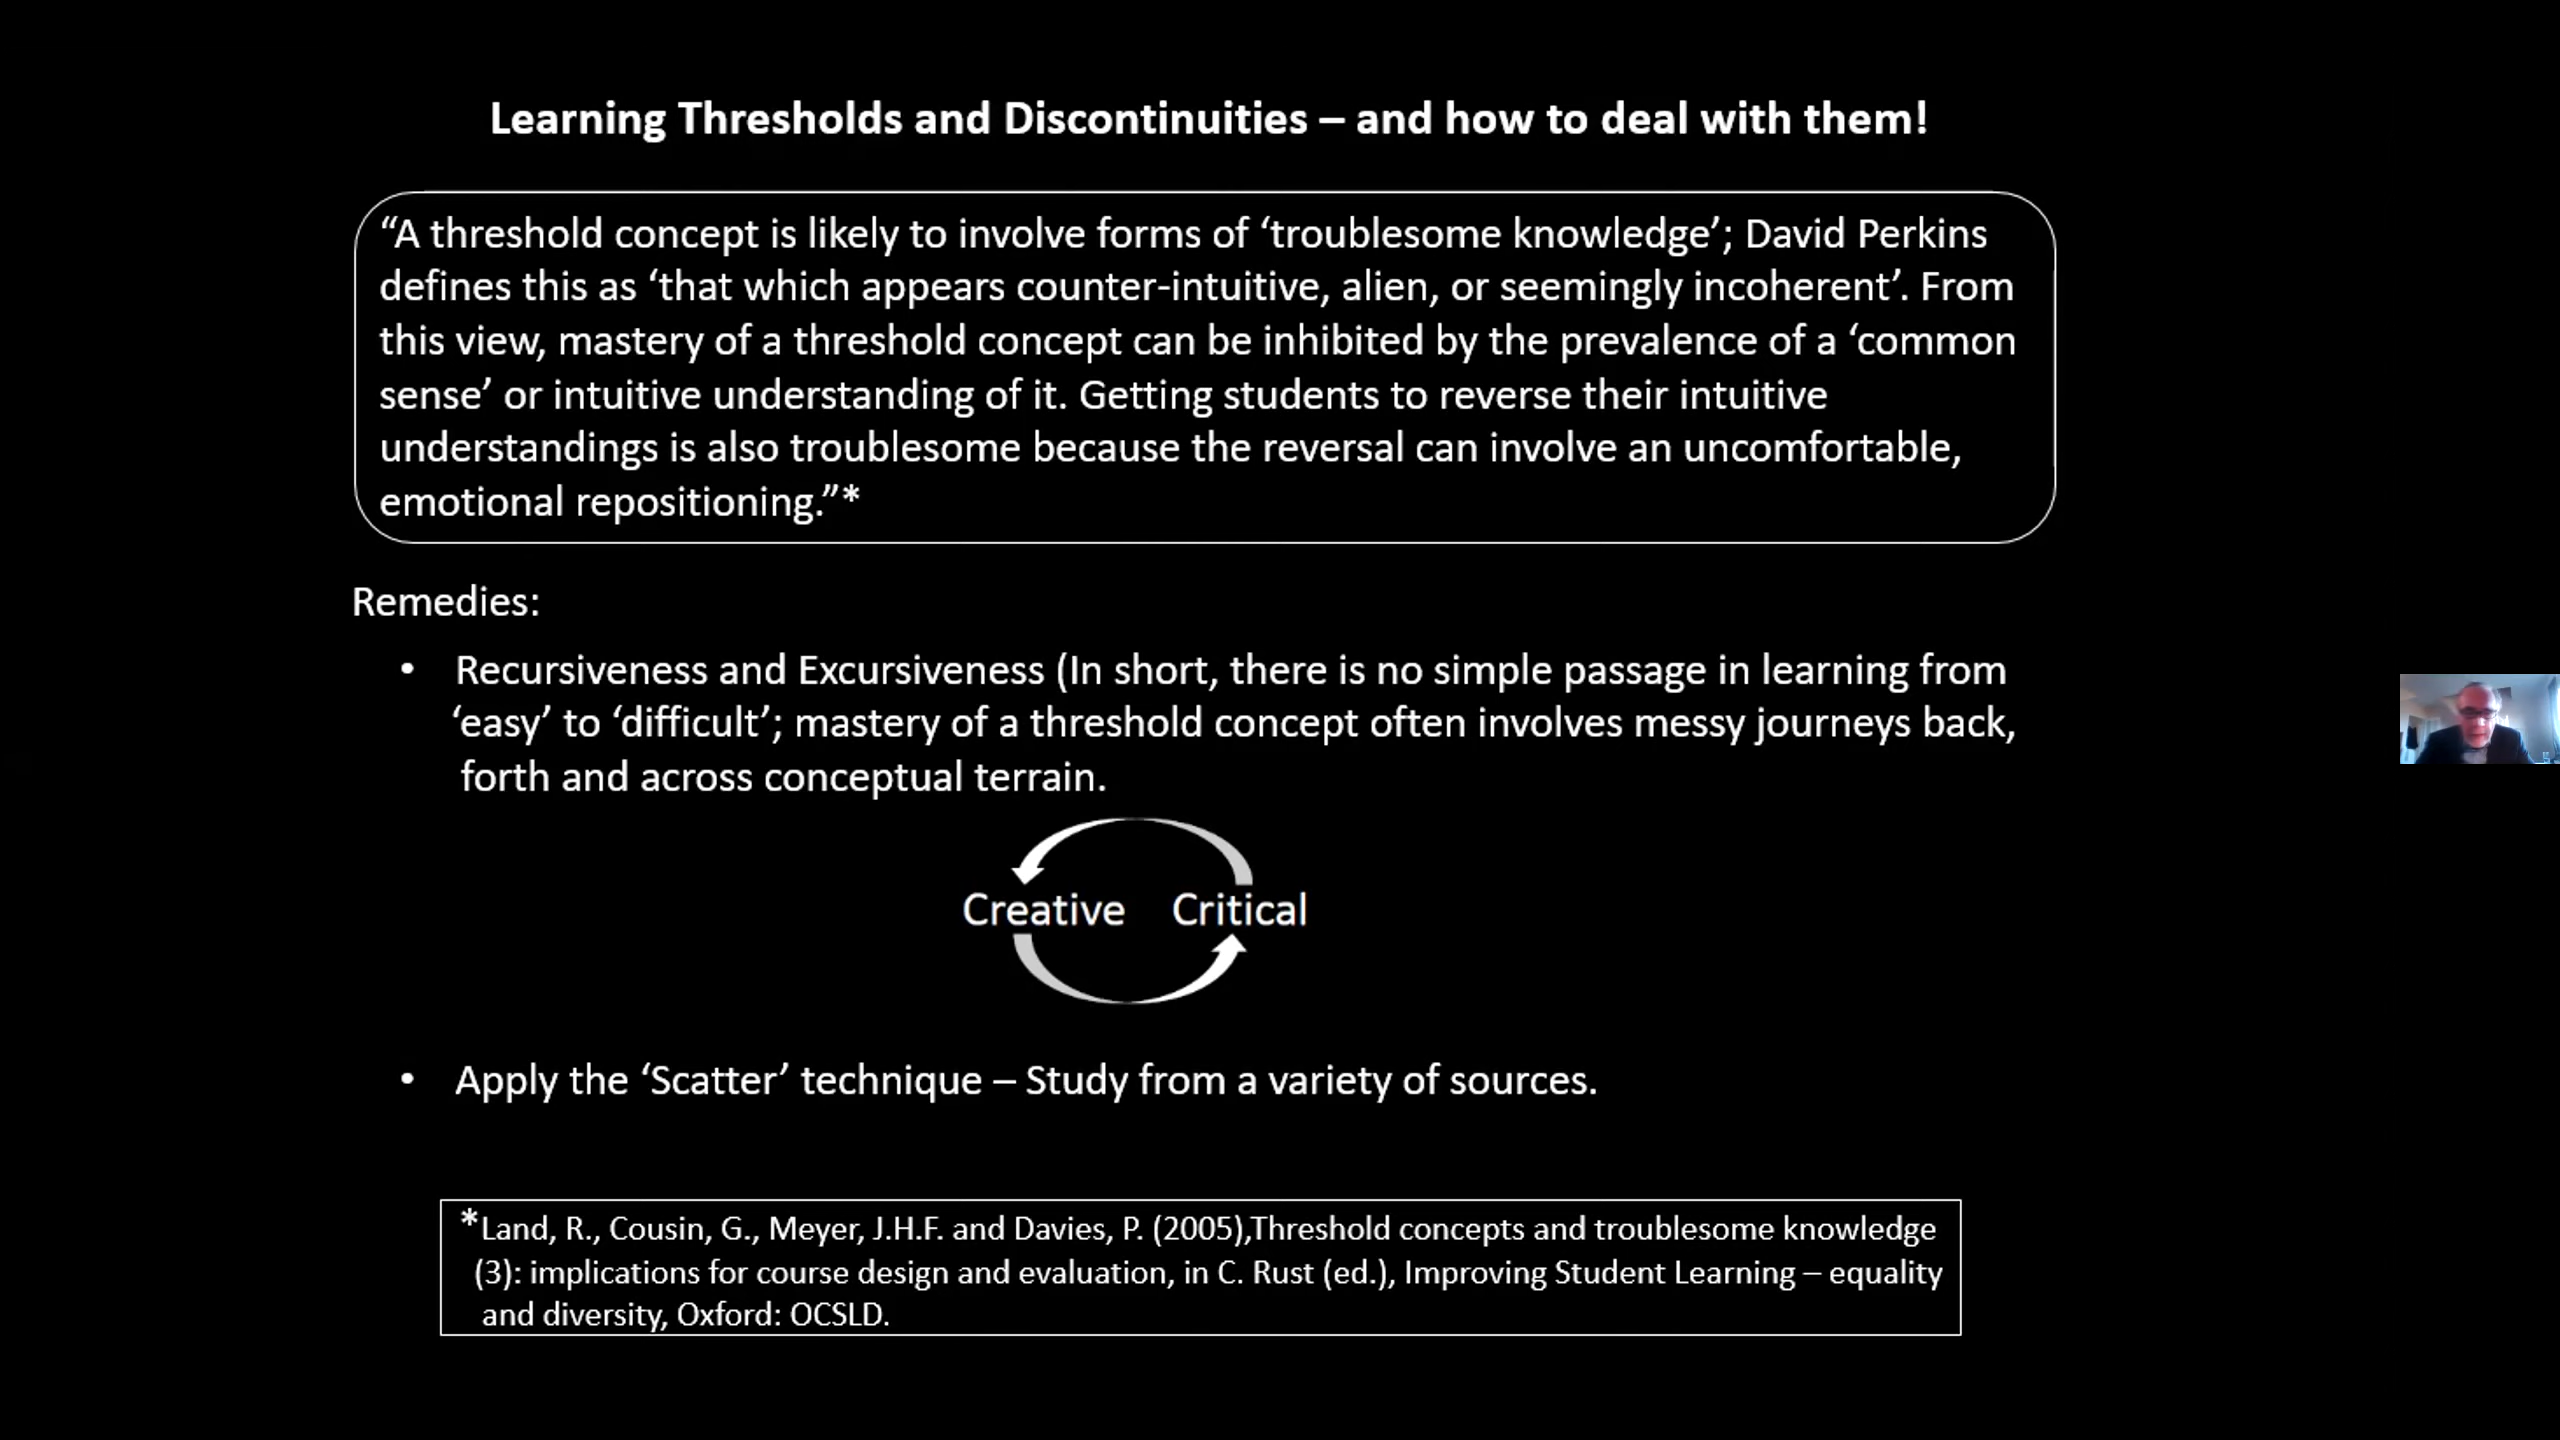 Learning Thresholds and Discontinuities – and how to deal with them!
“A threshold concept is likely to involve forms of ‘troublesome knowledge’; David Perkins
defines this as ‘that which appears counter-intuitive, alien, or seemingly incoherent’. From
this view, mastery of a threshold concept can be inhibited by the prevalence of a ‘common
sense’ or intuitive understanding of it. Getting students to reverse their intuitive
understandings is also troublesome because the reversal can involve an uncomfortable,
emotional repositioning.”*
Remedies:
• Recursiveness and Excursiveness (In short, there is no simple passage in learning from
‘easy’ to ‘difficult’; mastery of a threshold concept often involves messy journeys back,
forth and across conceptual terrain.
Creative Critical
• Apply the ‘Scatter’ technique – Study from a variety of sources.
*Land, R., Cousin, G., Meyer, J.H.F. and Davies, P. (2005),Threshold concepts and troublesome knowledge
(3): implications for course design and evaluation, in C. Rust (ed.), Improving Student Learning – equality
and diversity, Oxford: OCSLD.